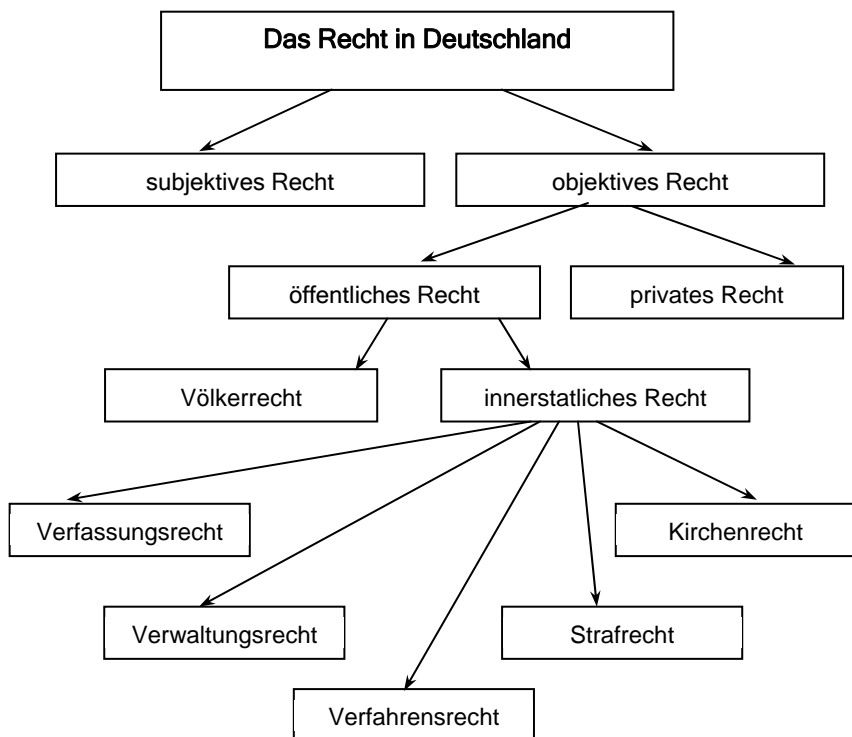 Das Recht in Deutschland
subjektives Recht
objektives Recht
öffentliches Recht
privates Recht
Völkerrecht
innerstatliches Recht
Verfassungsrecht
Kirchenrecht
Verwaltungsrecht
Strafrecht
Verfahrensrecht